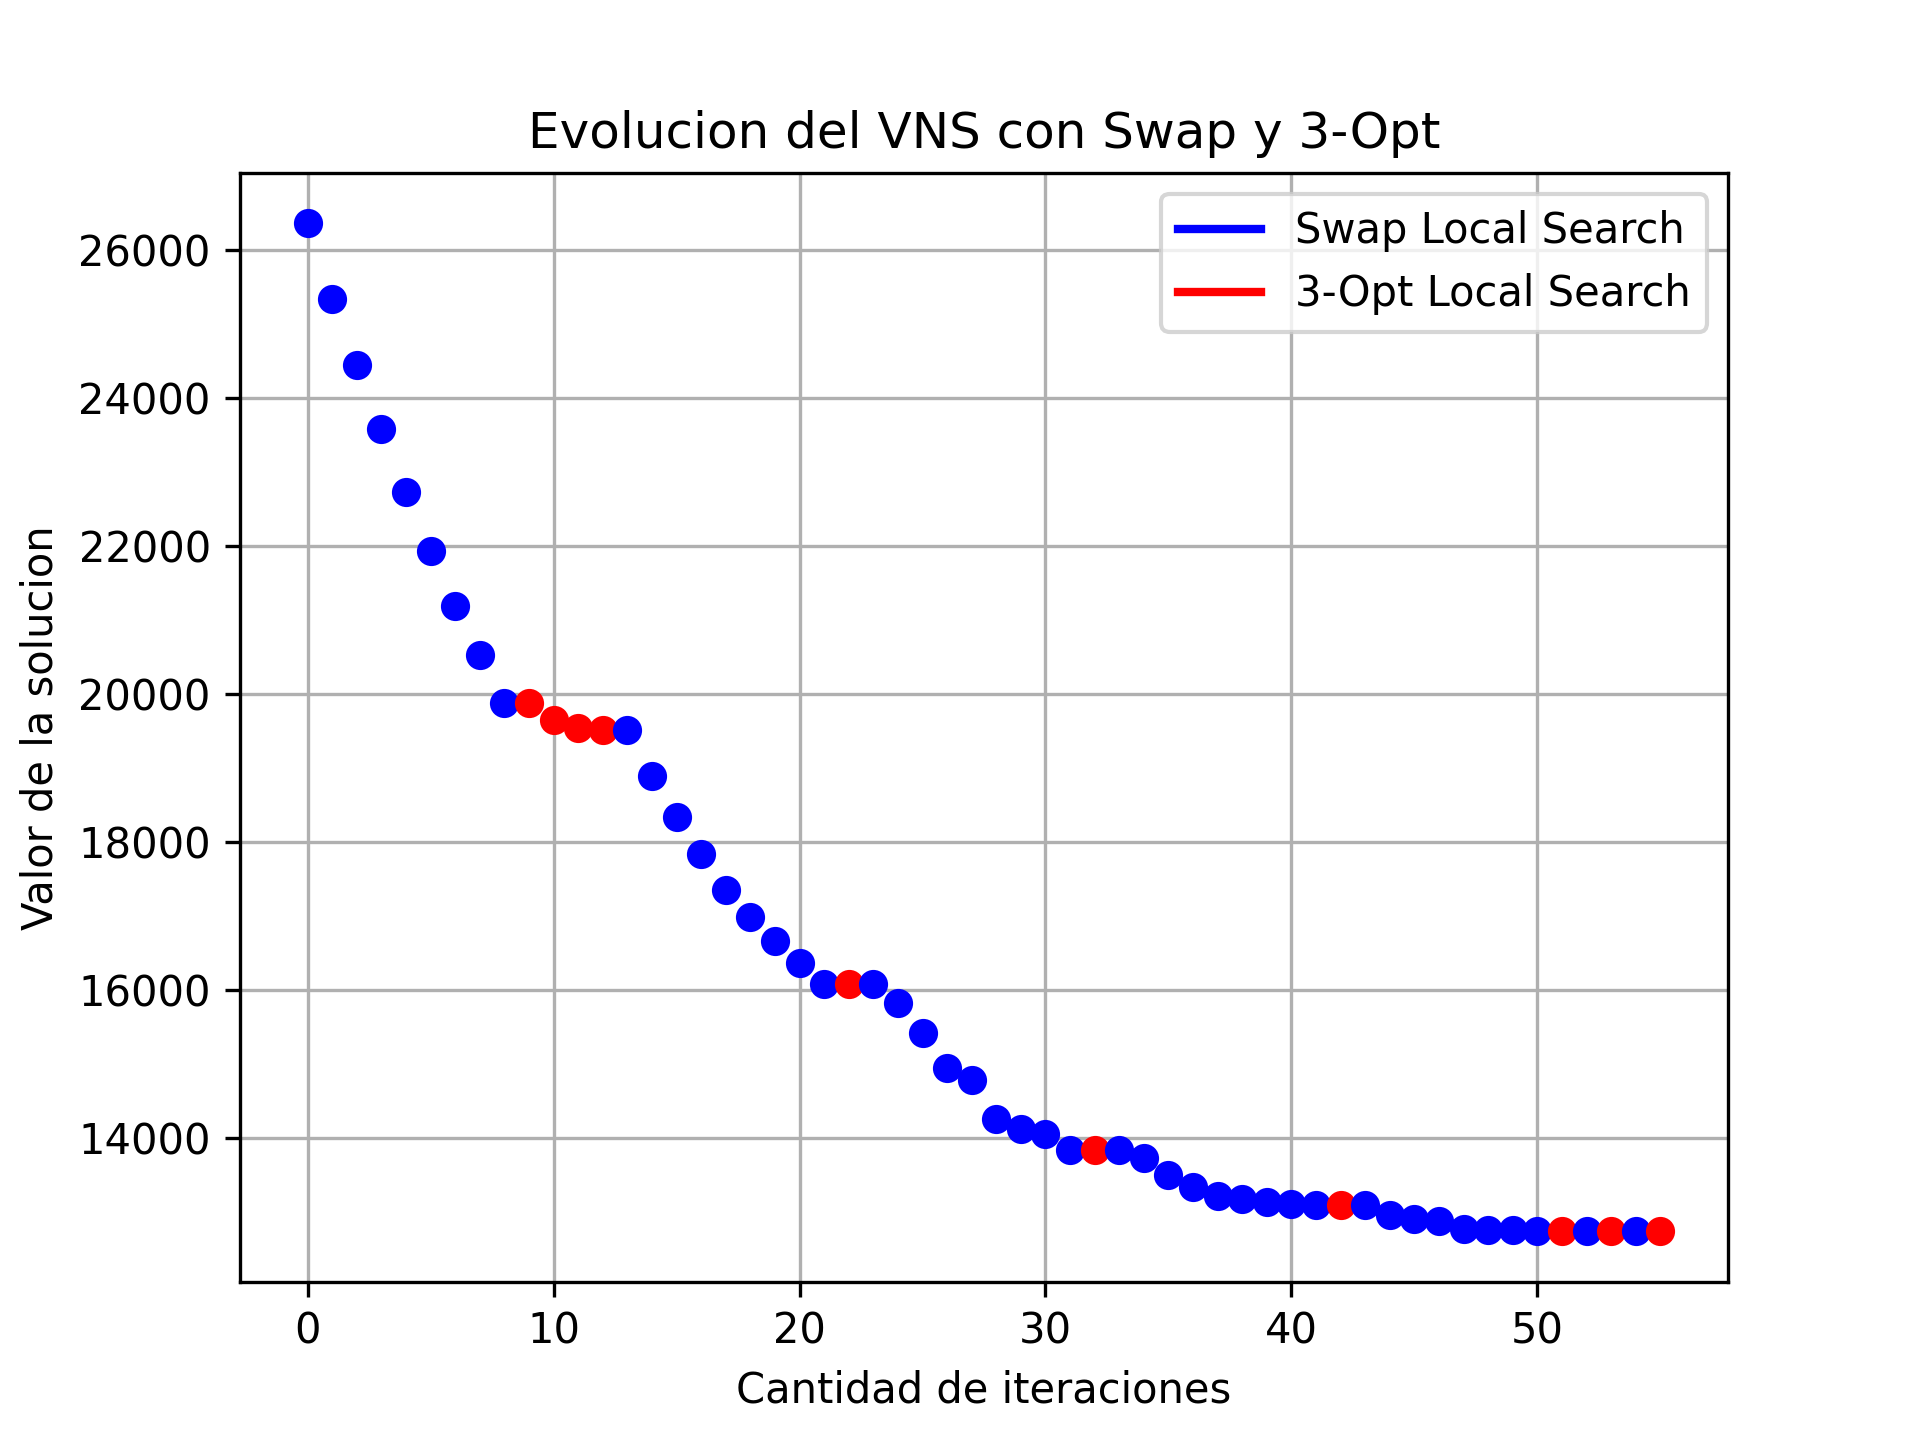 Evolucion del VNS con Swap y 3-Opt
Swap Local Search
3-Opt Local Search
26000
24000
22000
20000
18000
16000
14000
Valor de la solucion
0 10 20 30 40 50
Cantidad de iteraciones